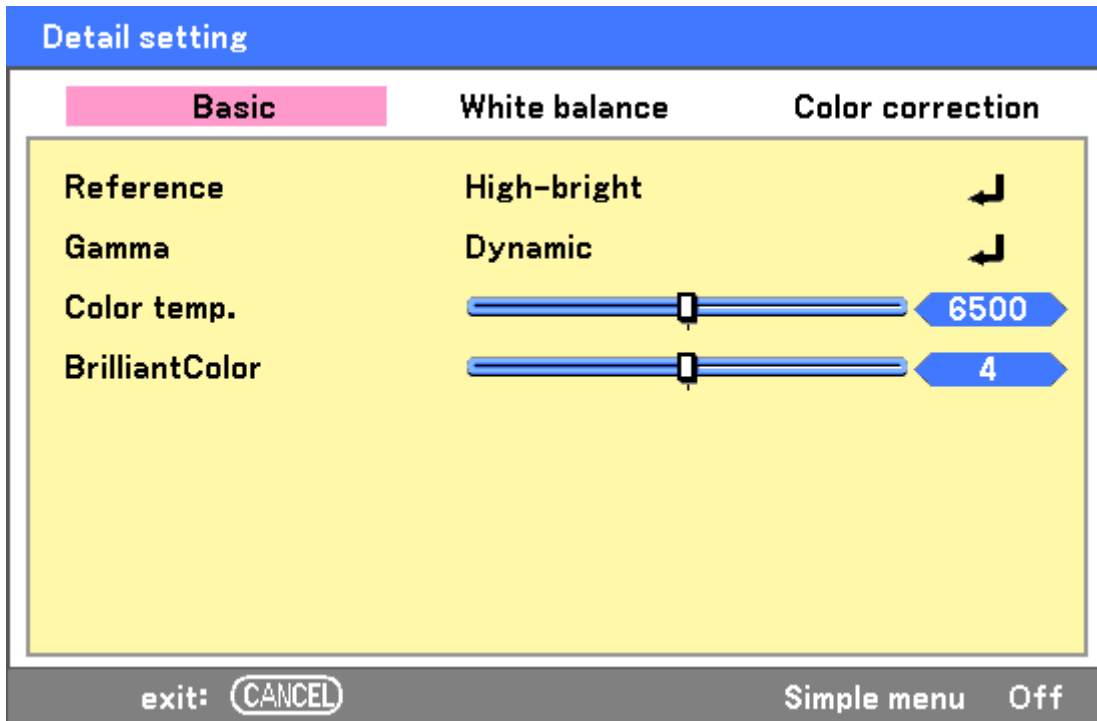 Detail setting
Basic White balance Color correction
Reference High-bright
Gamma Dynamic
Color temp. 6500
BrilliantColor 4
exit: CANCEL Simple menu Off